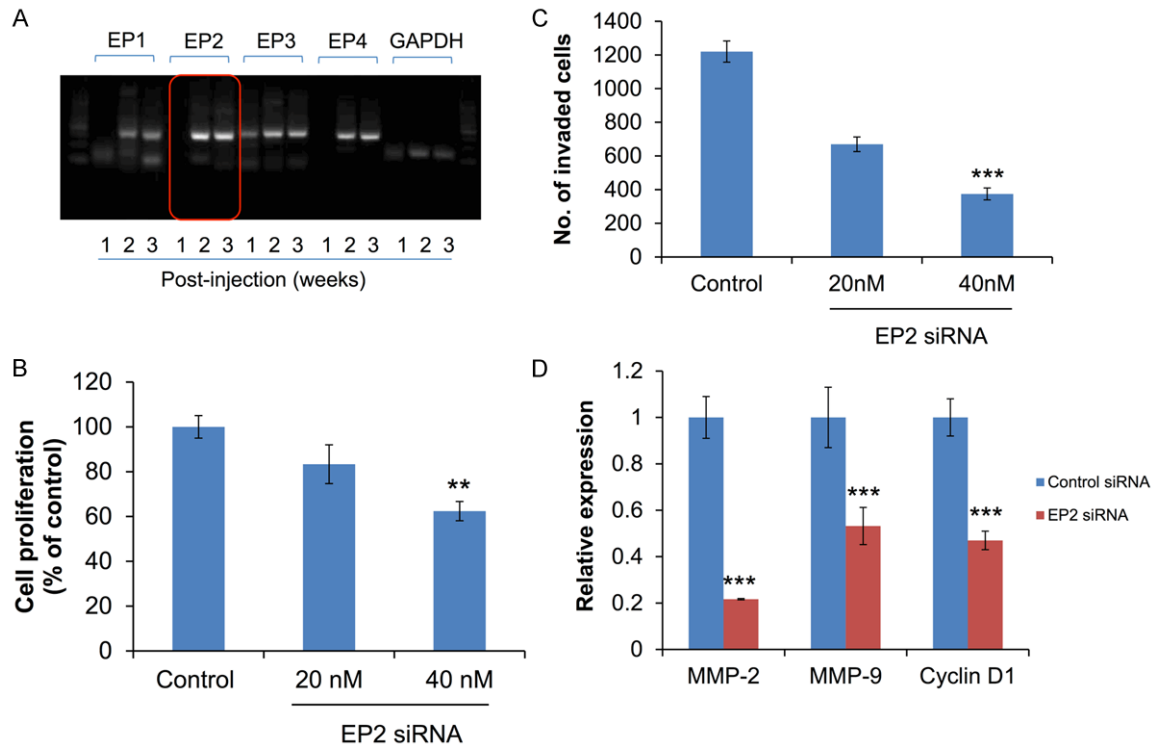 A
EP1 EP2 EP3 EP4 GAPDH
1 2 3 1 2 3 1 2 3 1 2 3 1 2 3
Post-injection (weeks)
B
Cell proliferation
(% of control)
120
100
80
60
40
20
0
**
Control 20 nM 40 nM
EP2 siRNA
C
No. of invaded cells
1400
1200
1000
800
600
400
200
0
***
Control 20nM 40nM
EP2 siRNA
D
Relative expression
1.2
1
0.8
0.6
0.4
0.2
0
***
***
***
MMP-2 MMP-9 Cyclin D1
Control siRNA
EP2 siRNA